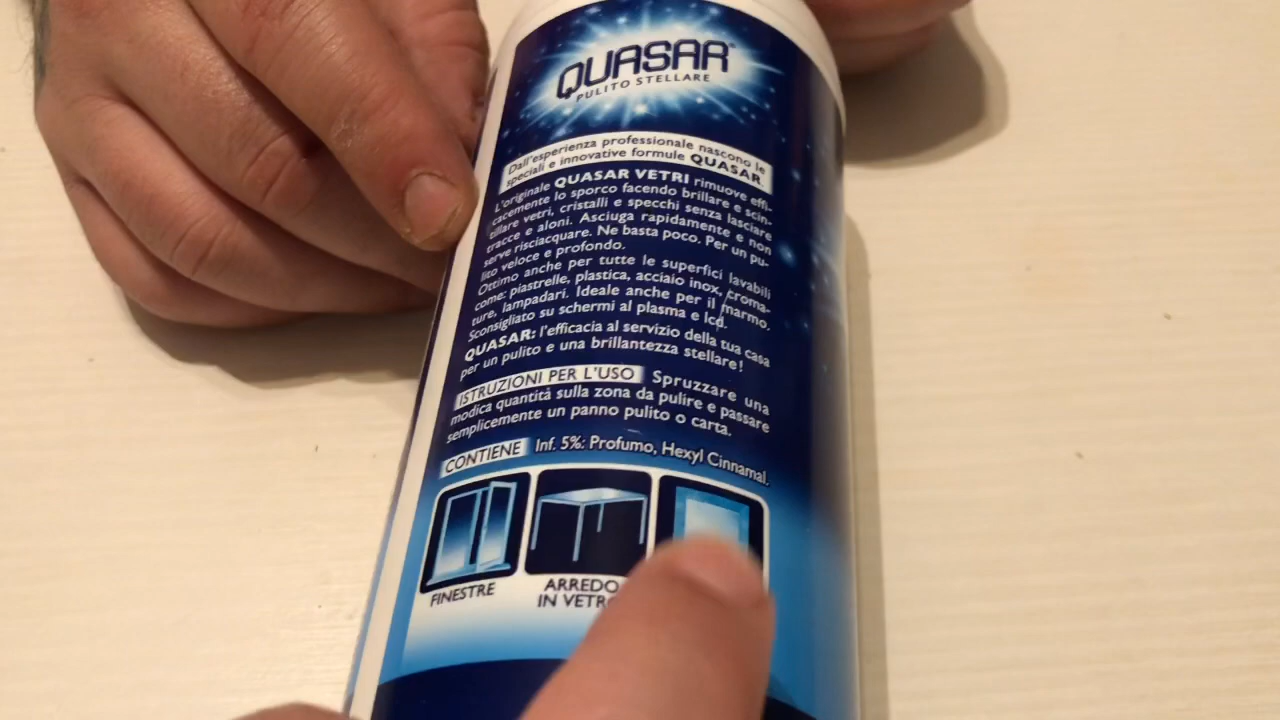 QUASAR
PULITO STELLARE
Dall'esperienza professionale nascono le
speciali e innovative formule QUASAR.
L'originale QUASAR VETRI rimuove effi-
cacemente lo sporco facendo brillare e scin-
tillare vetri, cristalli e specchi senza lasciare
tracce e aloni. Asciuga rapidamente e non
serve risciacquare. Ne basta poco. Per un pu-
lito veloce e profondo.
Ottimo anche per tutte le superfici lavabili
come: piastrelle, plastica, acciaio inox, croma-
ture, lampadari. Ideale anche per il marmo.
Sconsigliato su schermi al plasma e lcd.
QUASAR: l'efficacia al servizio della tua casa
per un pulito e una brillantezza stellare!
ISTRUZIONI PER L'USO Spruzzare una
modica quantità sulla zona da pulire e passare
semplicemente un panno pulito o carta.
CONTIENE Inf. 5%: Profumo, Hexyl Cinnamal.
FINESTRE
ARREDO
IN VETRO